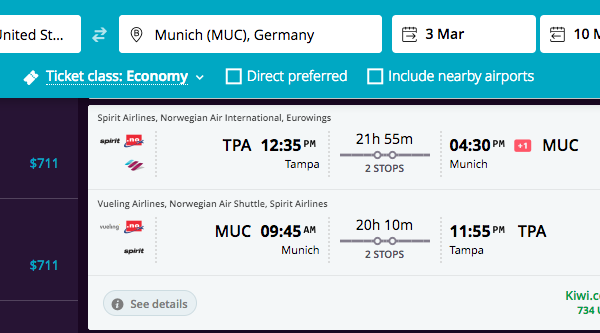 United St...
Munich (MUC), Germany
3 Mar
10 M
Ticket class: Economy
Direct preferred
Include nearby airports
Spirit Airlines, Norwegian Air International, Eurowings
spirit
TPA 12:35 PM
Tampa
21h 55m
2 STOPS
04:30 PM +1 MUC
Munich
$711
Vueling Airlines, Norwegian Air Shuttle, Spirit Airlines
vueling
spirit
MUC 09:45 AM
Munich
20h 10m
2 STOPS
11:55 PM TPA
Tampa
$711
See details
Kiwi.c
734 U